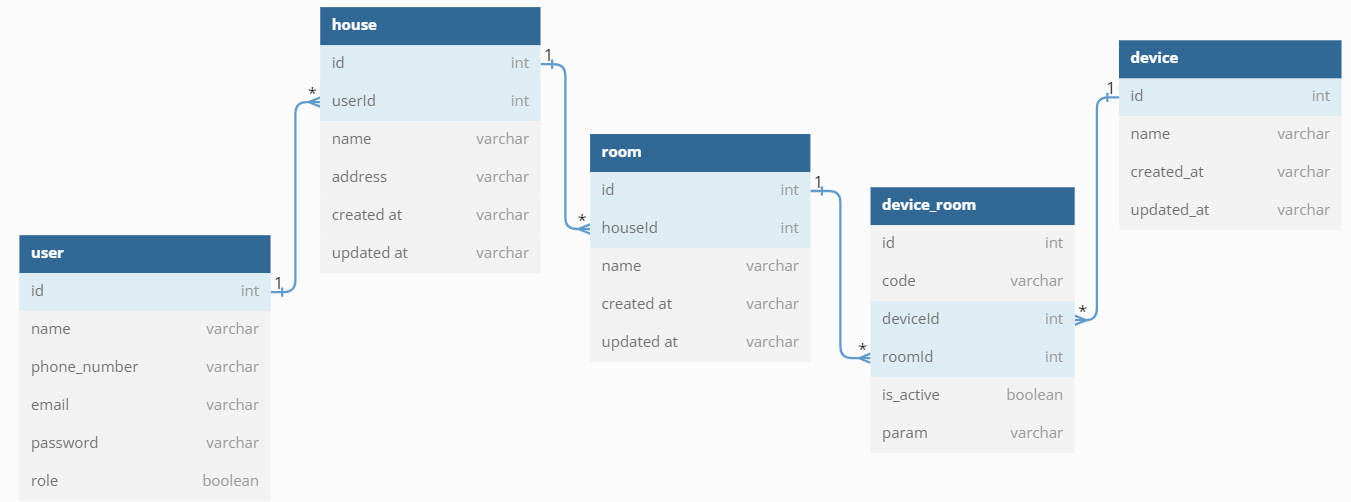 house
id int
userId int
name varchar
address varchar
created at varchar
updated at varchar
1
*
user
id int
name varchar
phone_number varchar
email varchar
password varchar
role boolean
1
*
room
id int
houseId int
name varchar
created at varchar
updated at varchar
1
*
device_room
id int
code varchar
deviceId int
roomId int
is_active boolean
param varchar
*
1
device
id int
name varchar
created_at varchar
updated_at varchar